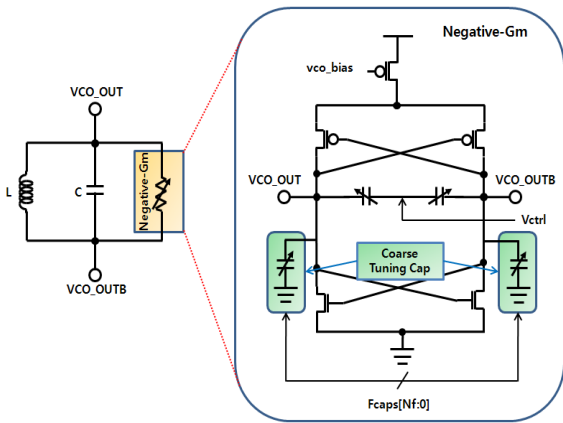 Negative-Gm
vco_bias
VCO_OUT
L
C
Negative-Gm
VCO_OUTB
VCO_OUT
VCO_OUTB
Vctrl
Coarse
Tuning Cap
Fcaps[Nf:0]